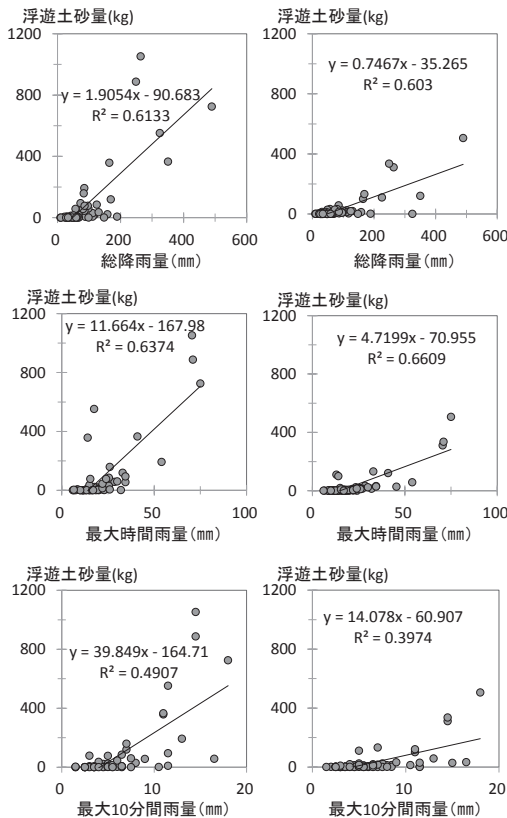 浮遊土砂量(kg)
1200
800
400
0
y = 1.9054x - 90.683
R² = 0.6133
0 200 400 600
総降雨量(㎜)
浮遊土砂量(kg)
1200
800
400
0
y = 0.7467x - 35.265
R² = 0.603
0 200 400 600
総降雨量(㎜)
浮遊土砂量(kg)
1200
800
400
0
y = 11.664x - 167.98
R² = 0.6374
0 50 100
最大時間雨量(㎜)
浮遊土砂量(kg)
1200
800
400
0
y = 4.7199x - 70.955
R² = 0.6609
0 50 100
最大時間雨量(㎜)
浮遊土砂量(kg)
1200
800
400
0
y = 39.849x - 164.71
R² = 0.4907
0 10 20
最大10分間雨量(㎜)
浮遊土砂量(kg)
1200
800
400
0
y = 14.078x - 60.907
R² = 0.3974
0 10 20
最大10分間雨量(㎜)